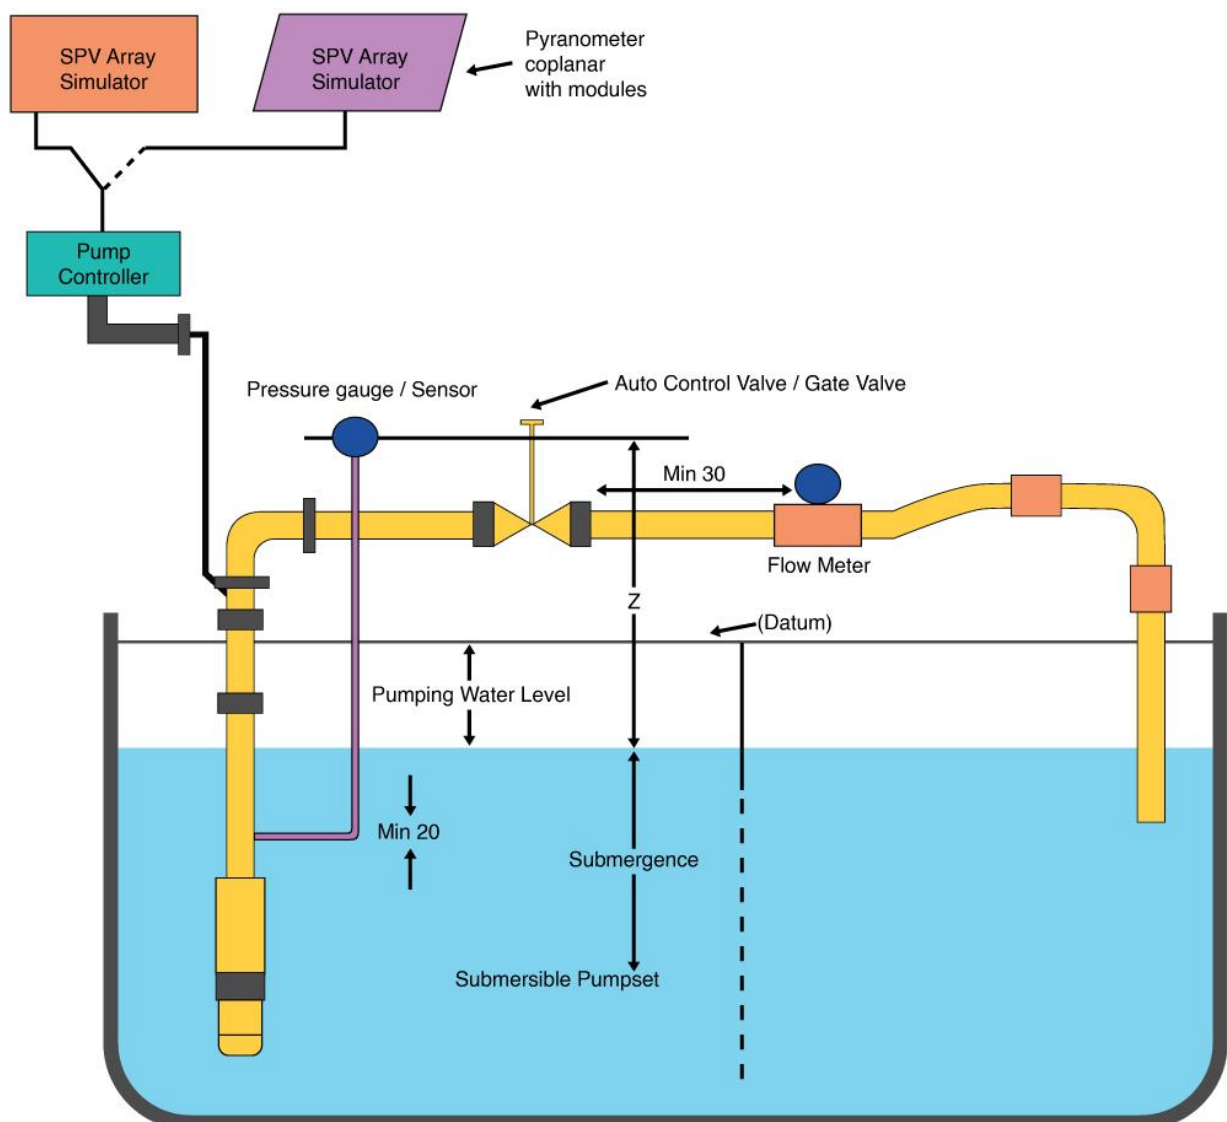 SPV Array
Simulator
SPV Array
Simulator
Pyranometer
coplanar
with modules
Pump
Controller
Pressure gauge / Sensor
Auto Control Valve / Gate Valve
Min 30
Flow Meter
Z
(Datum)
Pumping Water Level
Min 20
Submergence
Submersible Pumpset